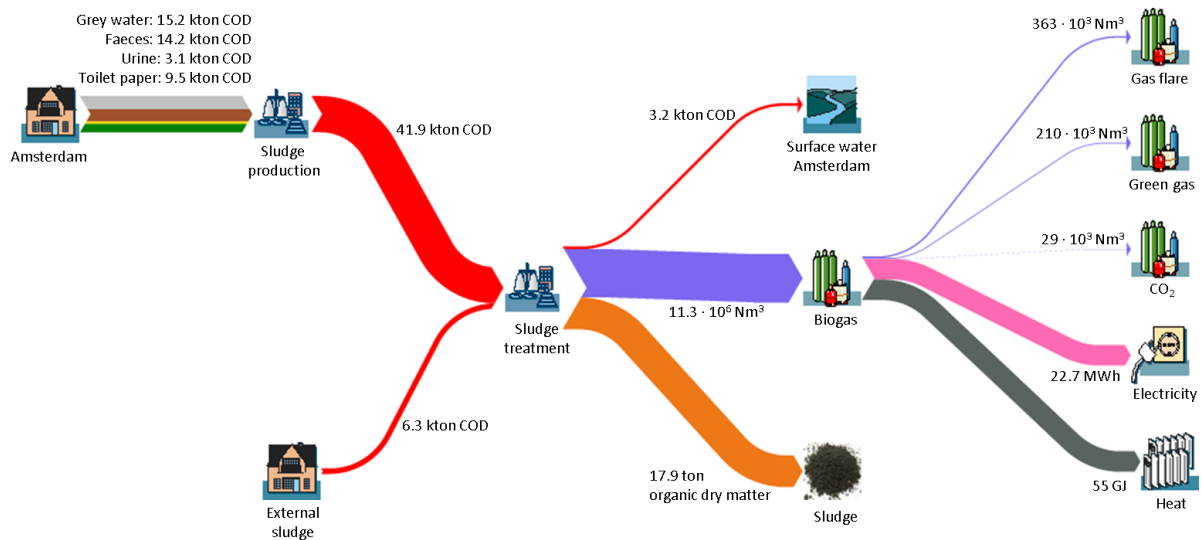 Grey water: 15.2 kton COD
Faeces: 14.2 kton COD
Urine: 3.1 kton COD
Toilet paper: 9.5 kton COD
Amsterdam
Sludge
production
41.9 kton COD
External
sludge
6.3 kton COD
Sludge
treatment
3.2 kton COD
Surface water
Amsterdam
11.3 · 10⁶ Nm³
Biogas
17.9 ton
organic dry matter
Sludge
363 · 10³ Nm³
Gas flare
210 · 10³ Nm³
Green gas
29 · 10³ Nm³
CO₂
22.7 MWh
Electricity
55 GJ
Heat